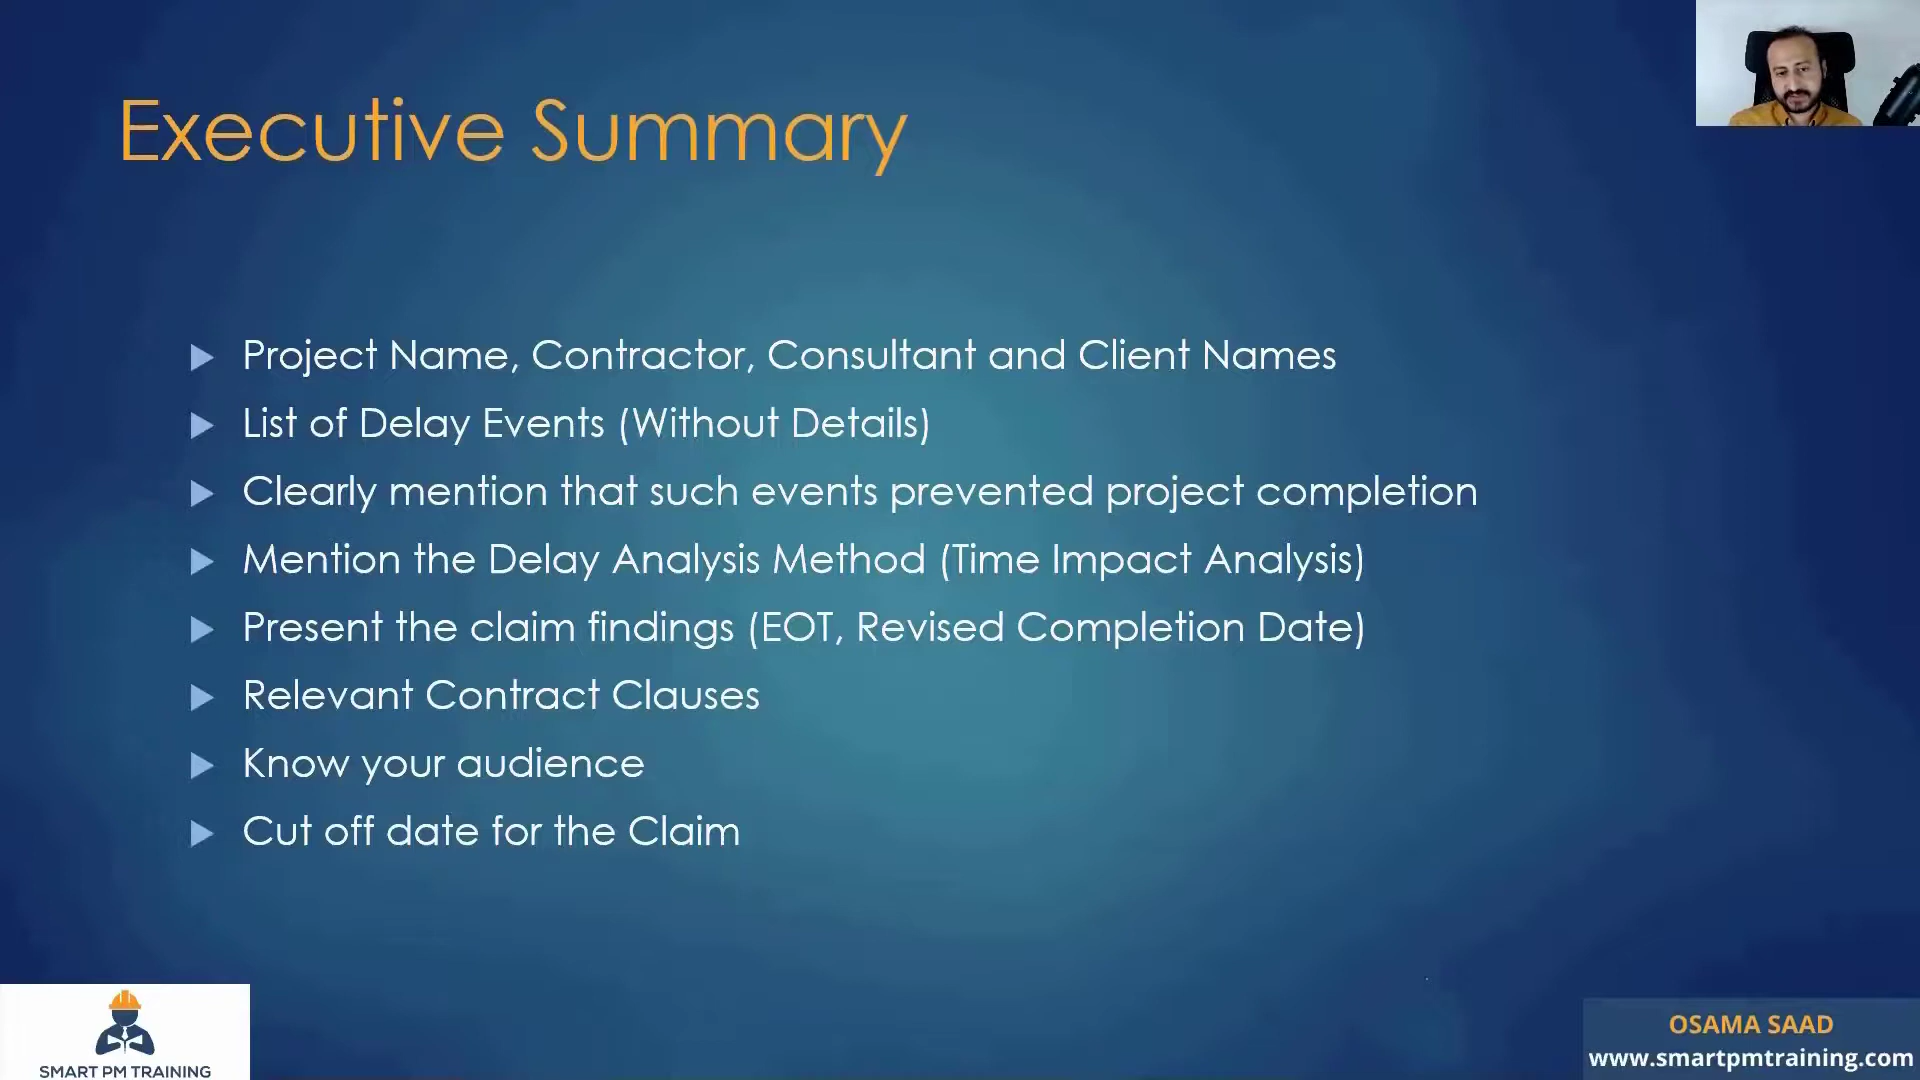 Executive Summary
Project Name, Contractor, Consultant and Client Names
List of Delay Events (Without Details)
Clearly mention that such events prevented project completion
Mention the Delay Analysis Method (Time Impact Analysis)
Present the claim findings (EOT, Revised Completion Date)
Relevant Contract Clauses
Know your audience
Cut off date for the Claim
SMART PM TRAINING
OSAMA SAAD
www.smartpmtraining.com